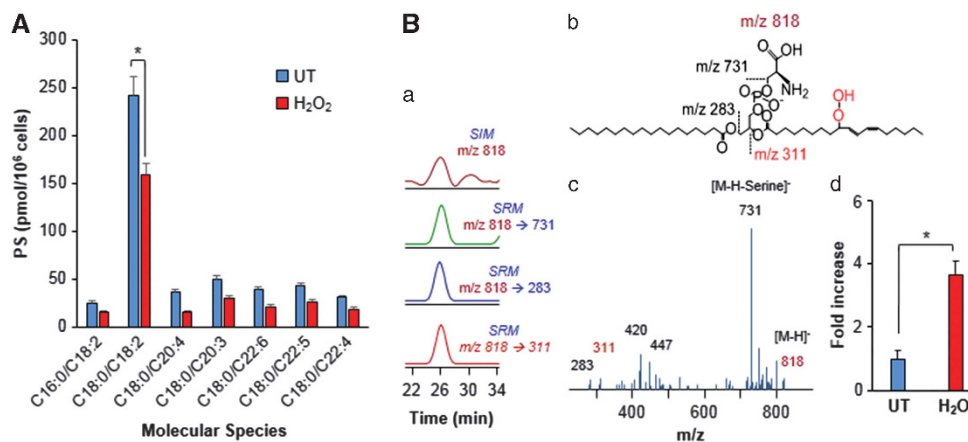 A
300
250
200
150
100
50
0
PS (pmol/10⁶ cells)
*
UT
H₂O₂
C16:0/C18:2
C18:0/C18:2
C18:0/C20:4
C18:0/C20:3
C18:0/C22:6
C18:0/C22:5
C18:0/C22:4
Molecular Species
B
a
SIM
m/z 818
SRM
m/z 818 → 731
SRM
m/z 818 → 283
SRM
m/z 818 → 311
22 26 30 34
Time (min)
b
m/z 818
O
OH
m/z 731
O
NH₂
P
O
O⁻
OH
O
O
m/z 283
O
O
O
O
m/z 311
c
[M-H-Serine]⁻
731
420
447
311
283
[M-H]⁻
818
400 600 800
m/z
d
*
6
4
2
0
Fold increase
UT H₂O